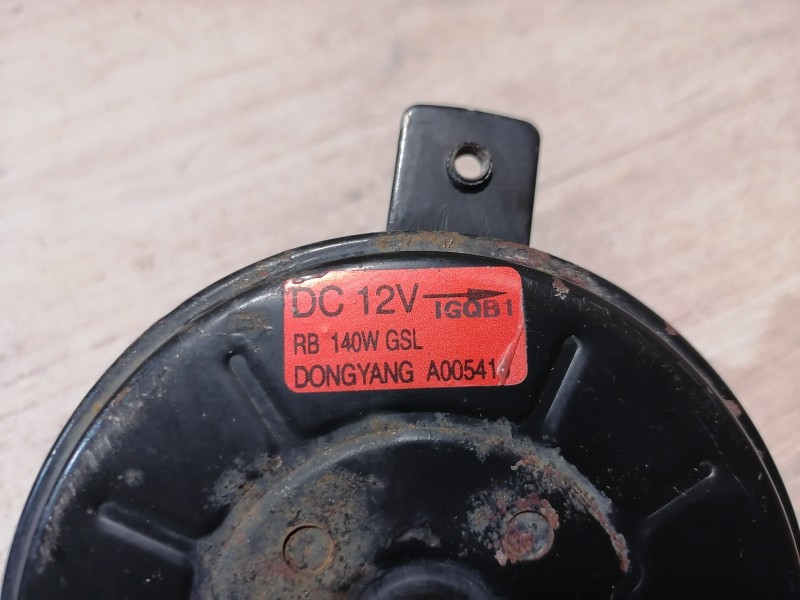 DC 12V IGQB1
RB 140W GSL
DONGYANG